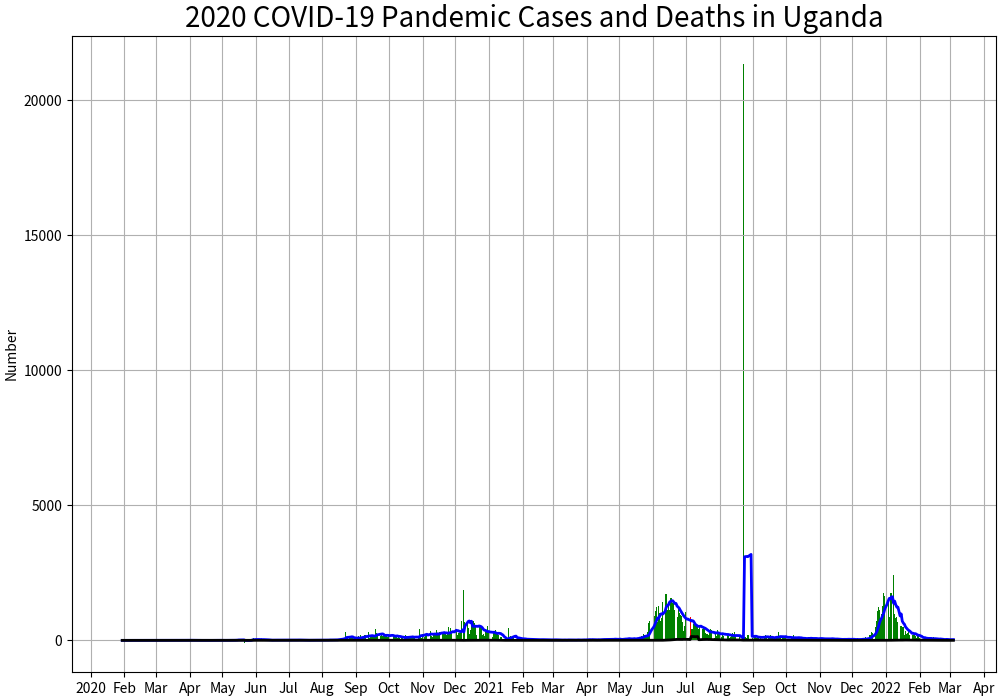 2020 COVID-19 Pandemic Cases and Deaths in Uganda
20000
15000
Number
10000
5000
0
2020 Feb Mar Apr May Jun Jul Aug Sep Oct Nov Dec 2021 Feb Mar Apr May Jun Jul Aug Sep Oct Nov Dec 2022 Feb Mar Apr